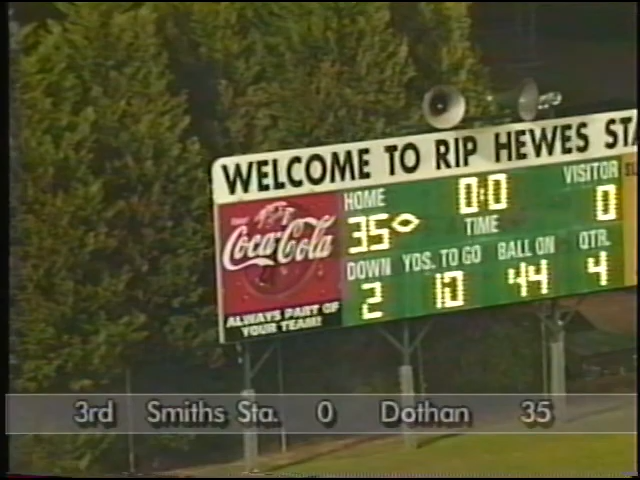 WELCOME TO RIP HEWES STA
HOME 0:0 VISITOR
35 TIME 0
DOWN YDS. TO GO BALL ON QTR.
2 10 44 4
Coca-Cola
ALWAYS PART OF
YOUR TEAM!
3rd Smiths Sta. 0 Dothan 35